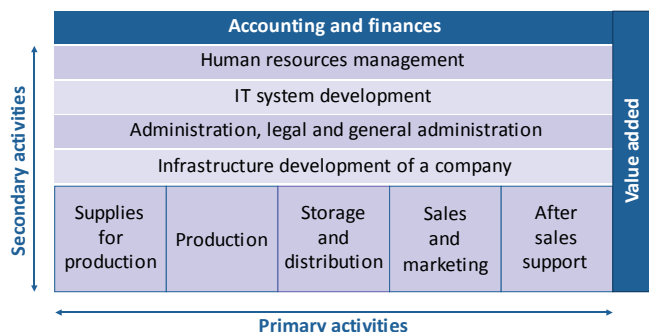 Accounting and finances
Human resources management
IT system development
Administration, legal and general administration
Infrastructure development of a company
Secondary activities
Supplies
for
production
Production
Storage
and
distribution
Sales
and
marketing
After
sales
support
Value added
Primary activities